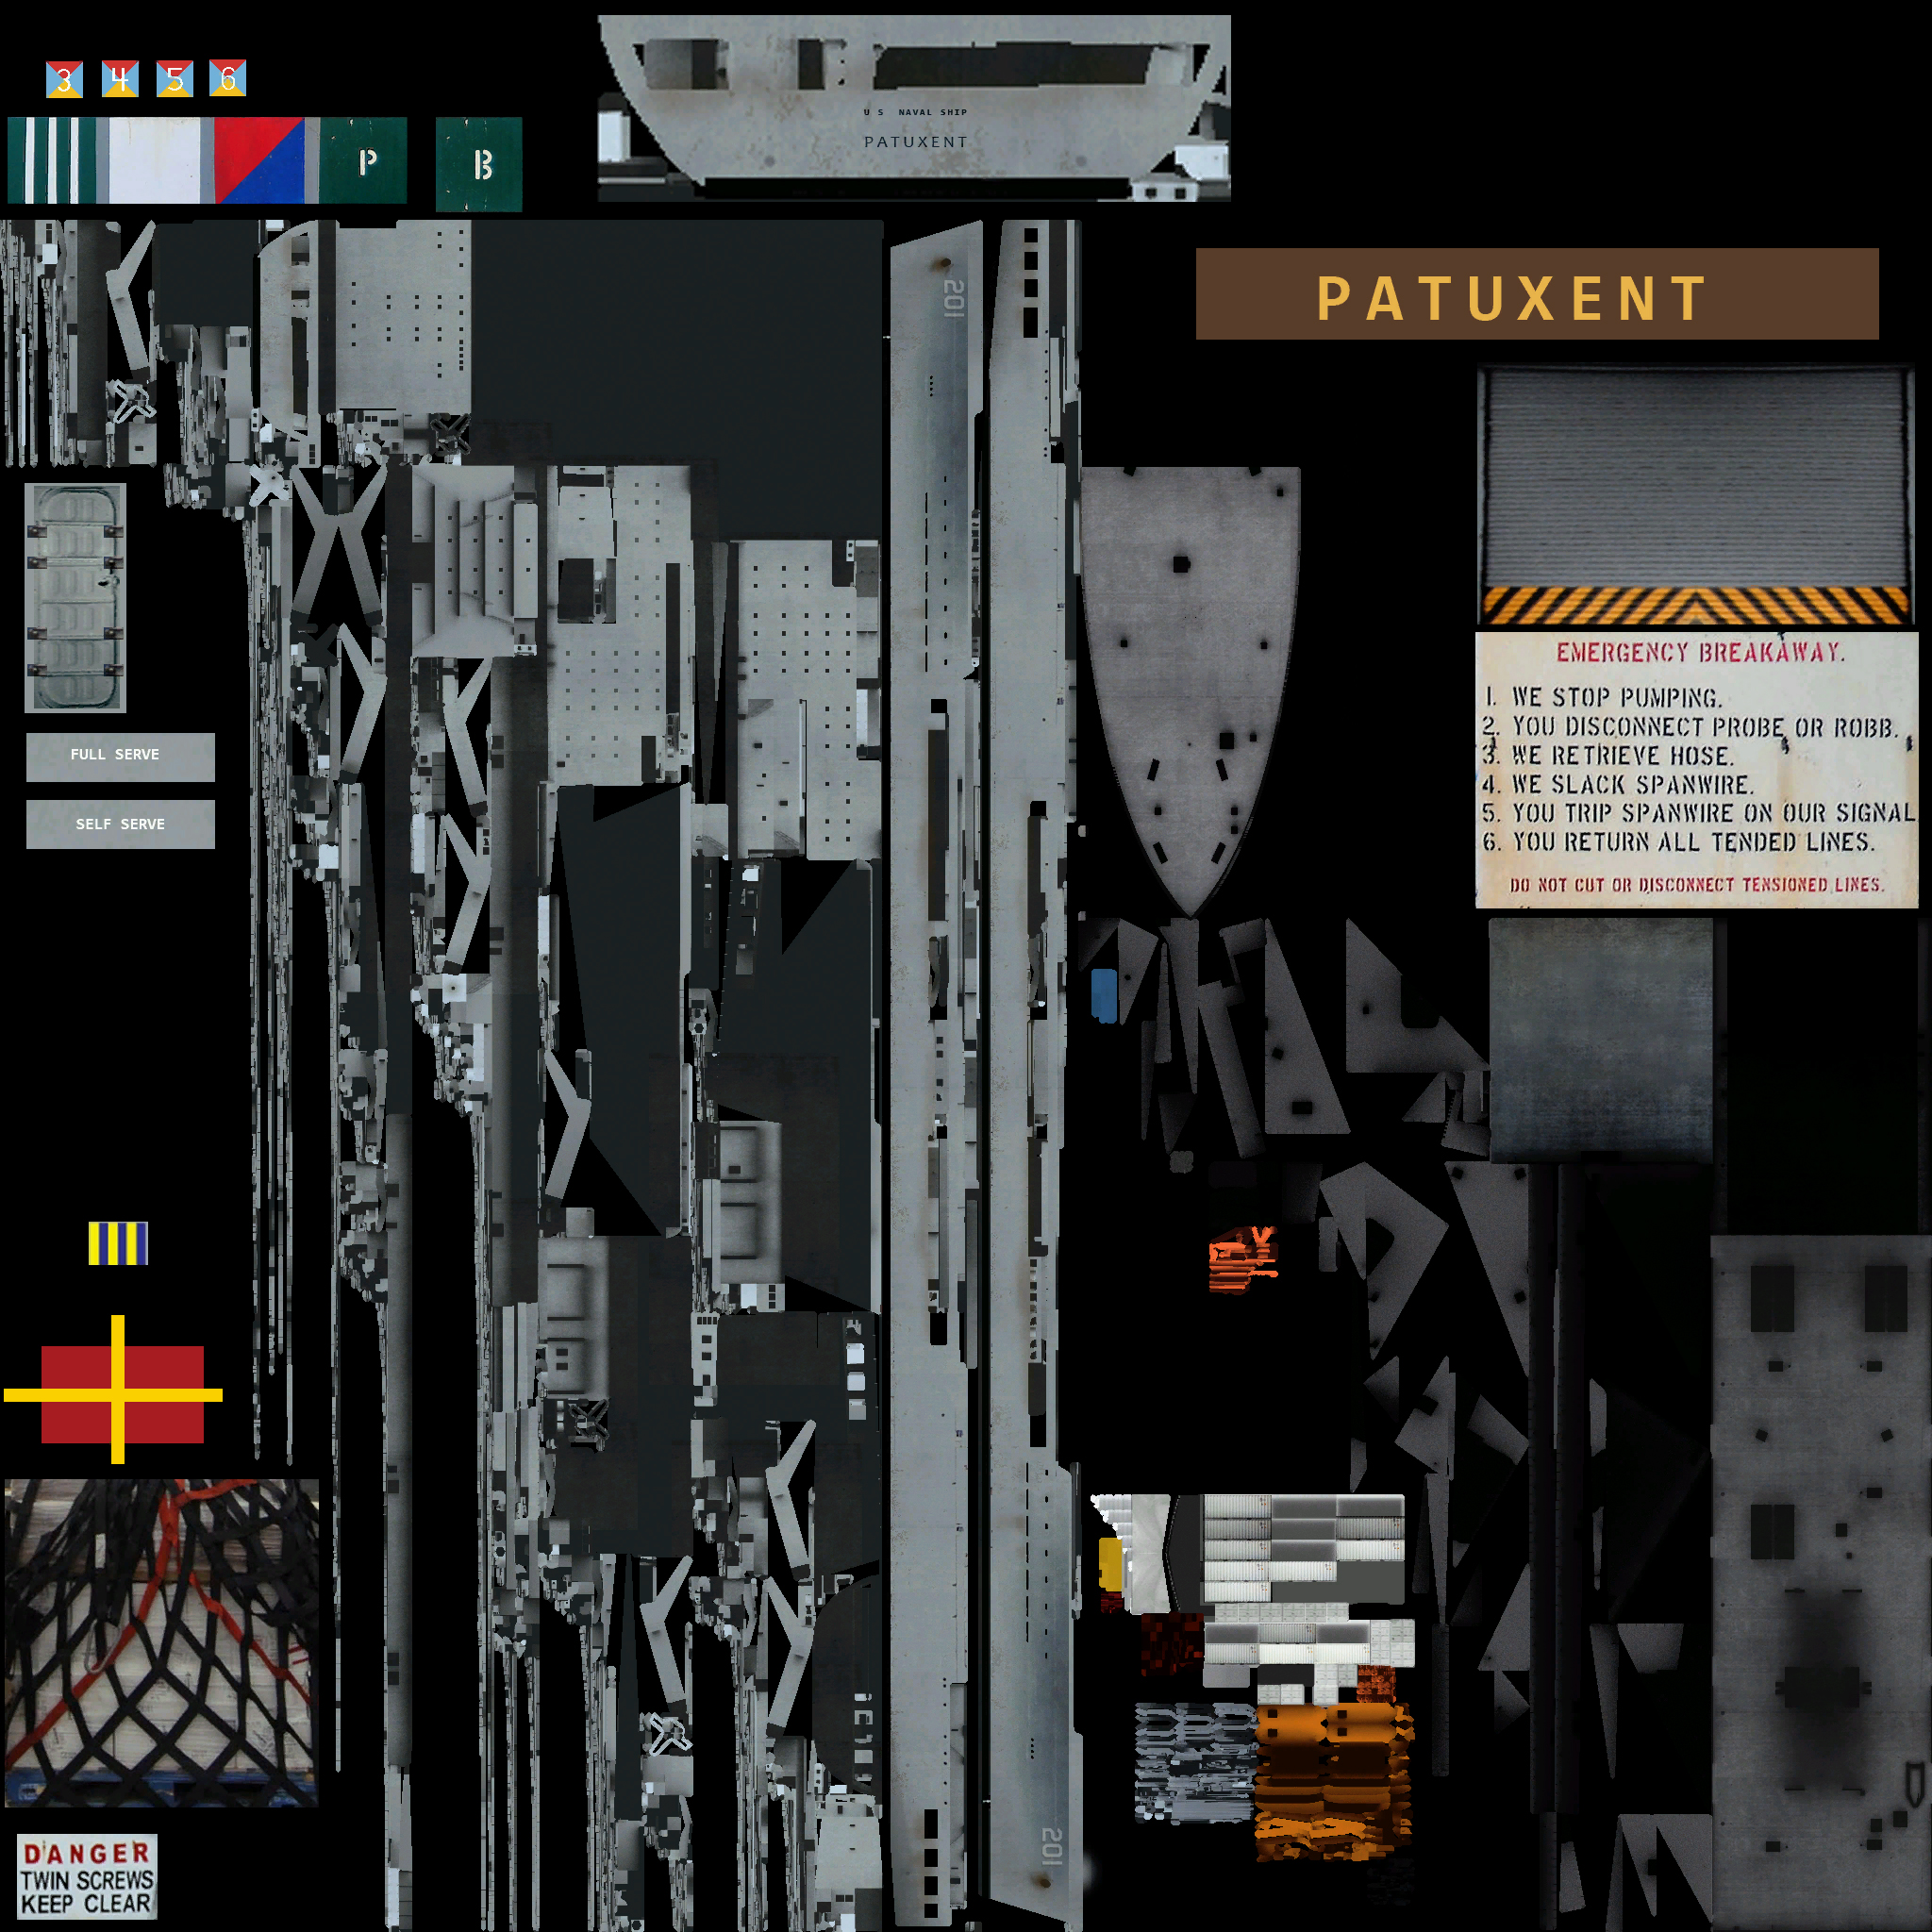 3 4 5 6
P
B
U S NAVAL SHIP
PATUXENT
201
PATUXENT
EMERGENCY BREAKAWAY.
1. WE STOP PUMPING.
2. YOU DISCONNECT PROBE OR ROBB.
3. WE RETRIEVE HOSE.
4. WE SLACK SPANWIRE.
5. YOU TRIP SPANWIRE ON OUR SIGNAL
6. YOU RETURN ALL TENDED LINES.
DO NOT CUT OR DISCONNECT TENSIONED LINES.
FULL SERVE
SELF SERVE
201
DANGER
TWIN SCREWS
KEEP CLEAR